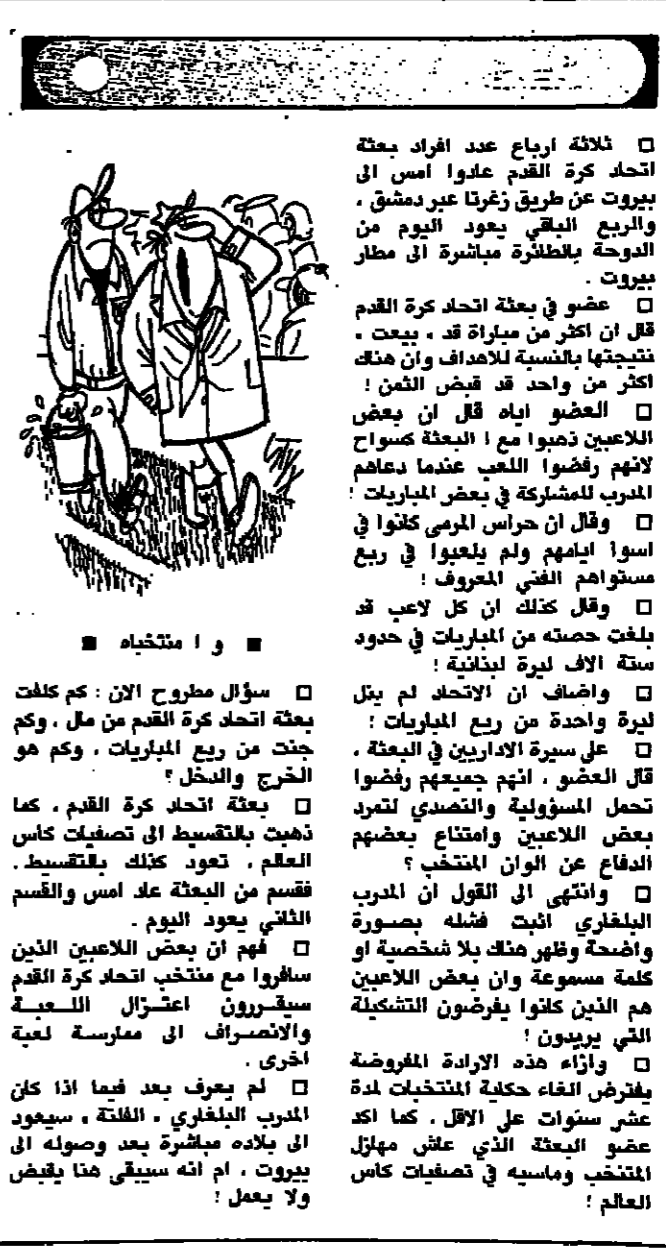 □ ثلاثة ارباع عدد افراد بعثة
اتحاد كرة القدم عادوا امس الى
بيروت عن طريق زغرتا عبر دمشق ،
والربع الباقي يعود اليوم من
الدوحة بالطائرة مباشرة الى مطار
بيروت .
□ عضو في بعثة اتحاد كرة القدم
قال ان اكثر من مباراة قد « بيعت »
نتيجتها بالنسبة للاهداف وان هناك
اكثر من واحد قد قبض الثمن !
□ العضو اياه قال ان بعض
اللاعبين ذهبوا مع ا البعثة كسواح
لانهم رفضوا اللعب عندما دعاهم
المدرب للمشاركة في بعض المباريات !
□ وقال ان حراس المرمى كانوا في
اسوا ايامهم ولم يلعبوا في ربع
مستواهم الفني المعروف !
□ وقال كذلك ان كل لاعب قد
بلغت حصته من المباريات في حدود
ستة الاف ليرة لبنانية !
□ واضاف ان الاتحاد لم ينل
ليرة واحدة من ريع المباريات !
□ على سيرة الاداريين في البعثة ،
قال العضو ، انهم جميعهم رفضوا
تحمل المسؤولية والتصدي لتمرد
بعض اللاعبين وامتناع بعضهم
الدفاع عن الوان المنتخب ؟
□ وانتهى الى القول ان المدرب
البلغاري اثبت فشله بصورة
واضحة وظهر هناك بلا شخصية او
كلمة مسموعة وان بعض اللاعبين
هم الذين كانوا يفرضون التشكيلة
التي يريدون !
□ وازاء هذه الارادة المفروضة
يفترض الغاء حكاية المنتخبات لمدة
عشر سنوات على الاقل ، كما اكد
عضو البعثة الذي عاش مهازل
المنتخب وماسيه في تصفيات كاس
العالم !
■ و ا منتخباه ■
□ سؤال مطروح الان : كم كلفت
بعثة اتحاد كرة القدم من مال ، وكم
جنت من ريع المباريات ، وكم هو
الخرج والدخل ؟
□ بعثة اتحاد كرة القدم ، كما
ذهبت بالتقسيط الى تصفيات كاس
العالم ، تعود كذلك بالتقسيط .
فقسم من البعثة عاد امس والقسم
الثاني يعود اليوم .
□ فهم ان بعض اللاعبين الذين
سافروا مع منتخب اتحاد كرة القدم
سيقررون اعتزال اللعبة
والانصراف الى ممارسة لعبة
اخرى .
□ لم يعرف بعد فيما اذا كان
المدرب البلغاري « الفلتة » سيعود
الى بلاده مباشرة بعد وصوله الى
بيروت ، ام انه سيبقى هنا يقبض
ولا يعمل !